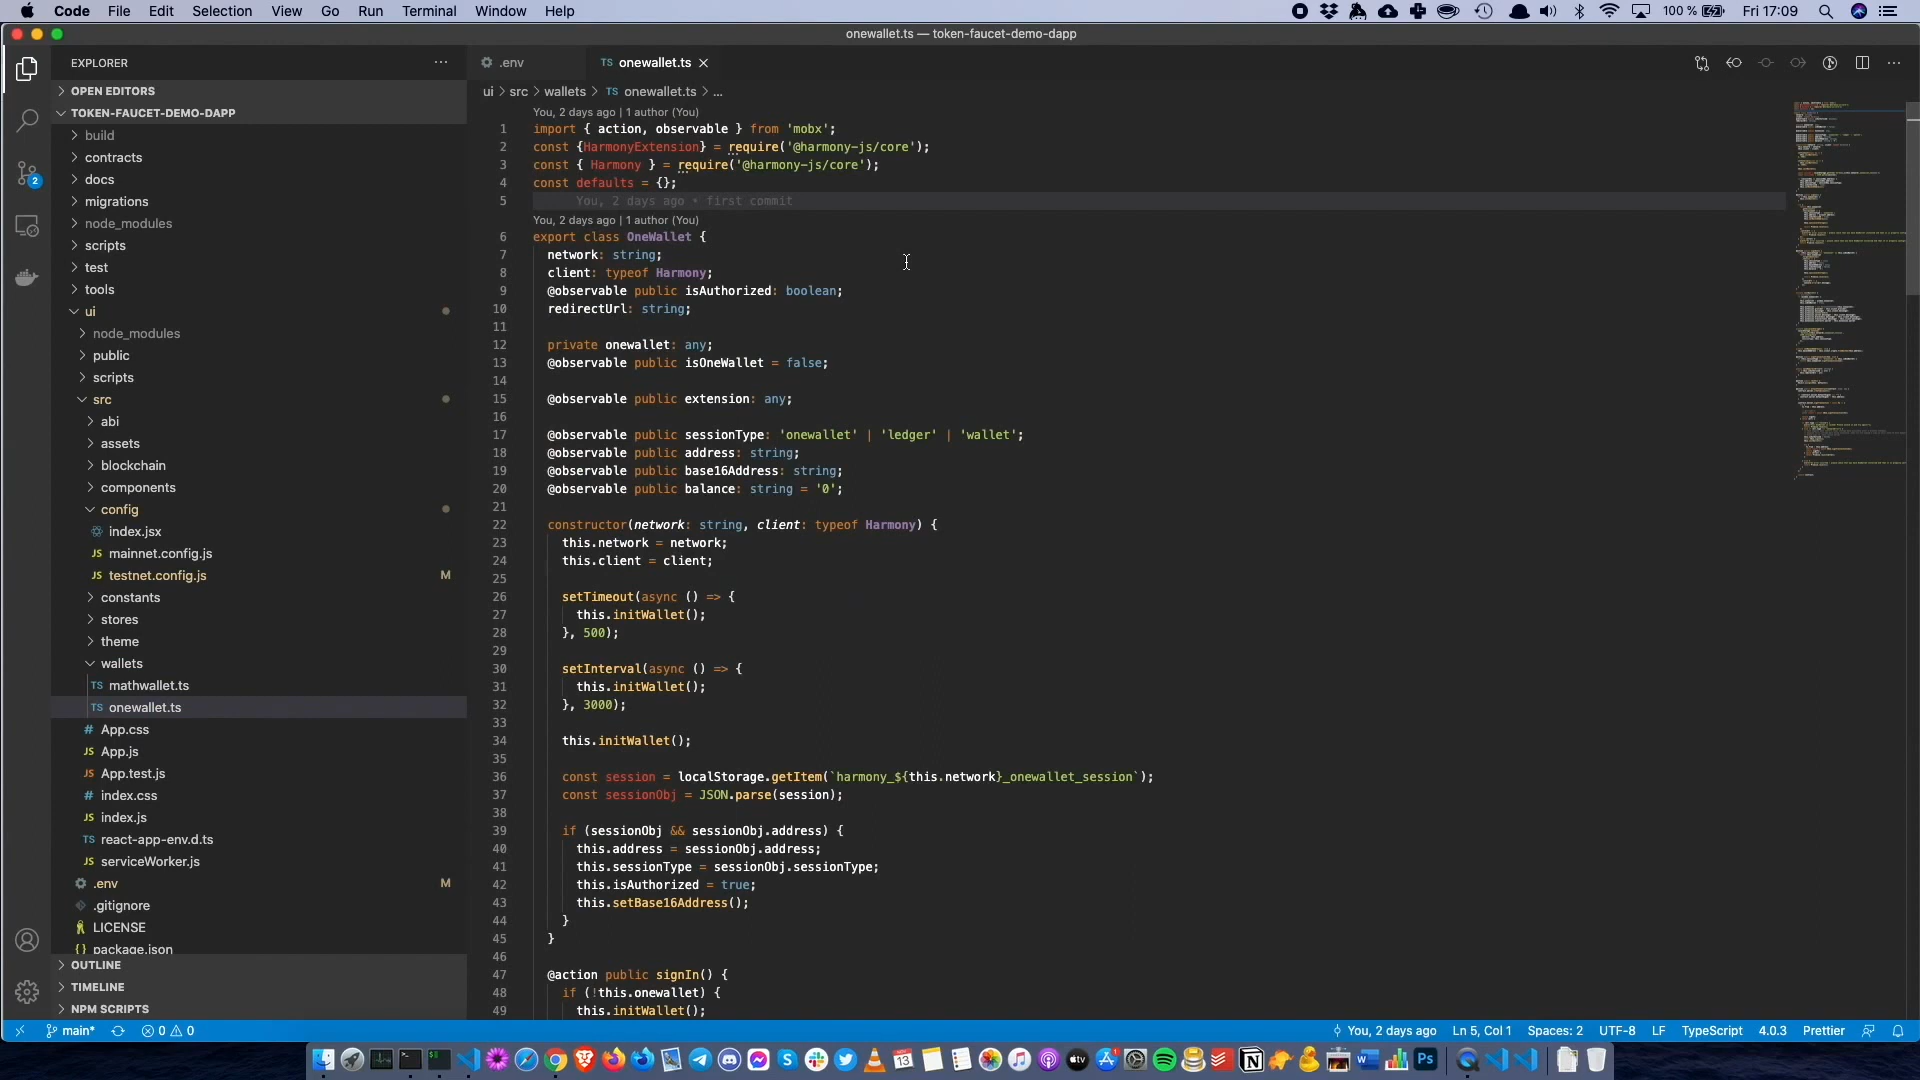 Code File Edit Selection View Go Run Terminal Window Help 100 % Fri 17:09
onewallet.ts — token-faucet-demo-dapp
EXPLORER ···
.env
TS onewallet.ts
OPEN EDITORS
TOKEN-FAUCET-DEMO-DAPP
build
contracts
docs
migrations
node_modules
scripts
test
tools
ui
node_modules
public
scripts
src
abi
assets
blockchain
components
config
index.jsx
JS mainnet.config.js
JS testnet.config.js M
constants
stores
theme
wallets
TS mathwallet.ts
TS onewallet.ts
# App.css
JS App.js
JS App.test.js
# index.css
JS index.js
TS react-app-env.d.ts
JS serviceWorker.js
.env M
.gitignore
LICENSE
{} package.json
OUTLINE
TIMELINE
NPM SCRIPTS
2
ui > src > wallets > TS onewallet.ts > ...
You, 2 days ago | 1 author (You)
1 import { action, observable } from 'mobx';
2 const {HarmonyExtension} = require('@harmony-js/core');
3 const { Harmony } = require('@harmony-js/core');
4 const defaults = {};
5 You, 2 days ago • first commit
You, 2 days ago | 1 author (You)
6 export class OneWallet {
7 network: string;
8 client: typeof Harmony;
9 @observable public isAuthorized: boolean;
10 redirectUrl: string;
11
12 private onewallet: any;
13 @observable public isOneWallet = false;
14
15 @observable public extension: any;
16
17 @observable public sessionType: 'onewallet' | 'ledger' | 'wallet';
18 @observable public address: string;
19 @observable public base16Address: string;
20 @observable public balance: string = '0';
21
22 constructor(network: string, client: typeof Harmony) {
23 this.network = network;
24 this.client = client;
25
26 setTimeout(async () => {
27 this.initWallet();
28 }, 500);
29
30 setInterval(async () => {
31 this.initWallet();
32 }, 3000);
33
34 this.initWallet();
35
36 const session = localStorage.getItem(`harmony_${this.network}_onewallet_session`);
37 const sessionObj = JSON.parse(session);
38
39 if (sessionObj && sessionObj.address) {
40 this.address = sessionObj.address;
41 this.sessionType = sessionObj.sessionType;
42 this.isAuthorized = true;
43 this.setBase16Address();
44 }
45 }
46
47 @action public signIn() {
48 if (!this.onewallet) {
49 this.initWallet();
main* 0 0 You, 2 days ago Ln 5, Col 1 Spaces: 2 UTF-8 LF TypeScript 4.0.3 Prettier